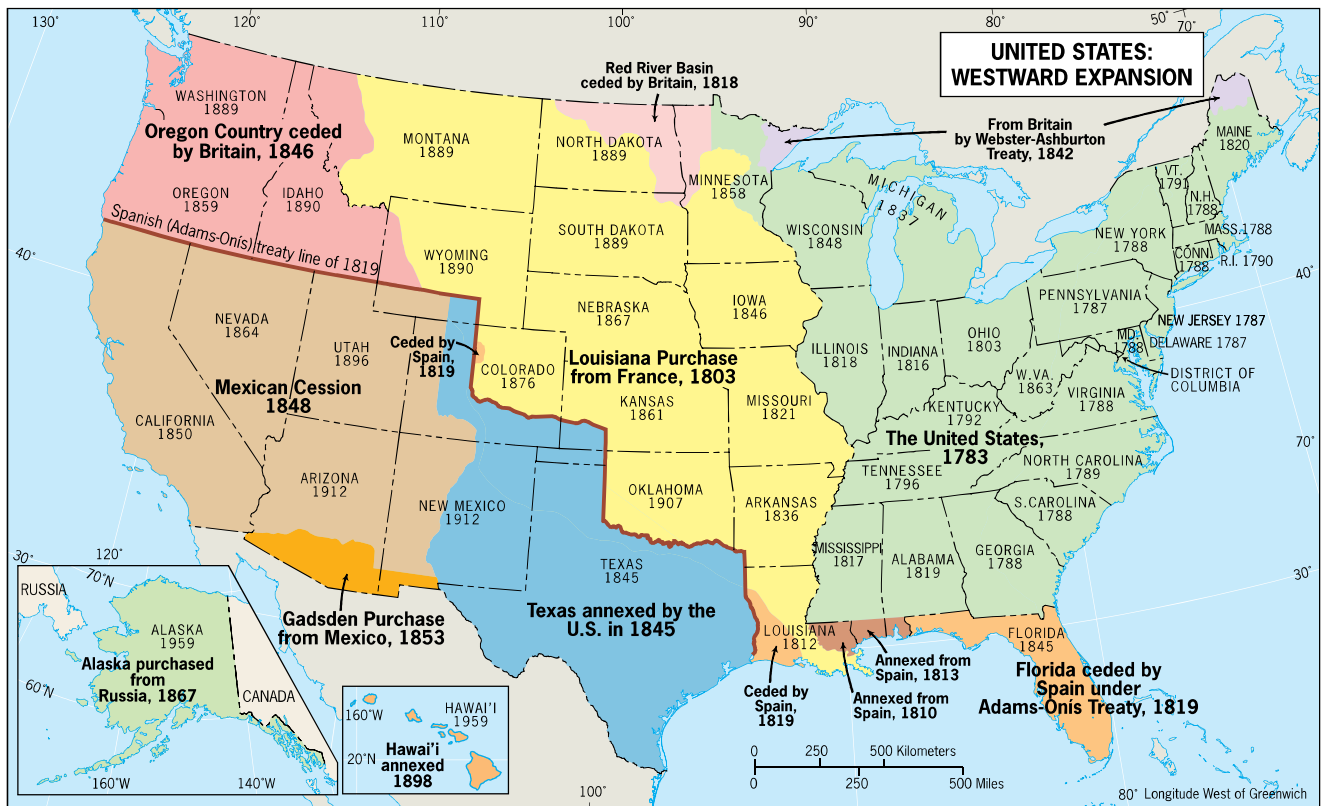 130°
120°
110°
100°
90°
80°
50°
70°
UNITED STATES:
WESTWARD EXPANSION
Red River Basin
ceded by Britain, 1818
From Britain
by Webster-Ashburton
Treaty, 1842
WASHINGTON
1889
Oregon Country ceded
by Britain, 1846
OREGON
1859
IDAHO
1890
MONTANA
1889
NORTH DAKOTA
1889
MINNESOTA
1858
MICHIGAN
1837
MAINE
1820
VT.
1791
N.H.
1788
MASS.1788
NEW YORK
1788
CONN.
1788
R.I. 1790
Spanish (Adams-Onís) treaty line of 1819
40°
WYOMING
1890
SOUTH DAKOTA
1889
WISCONSIN
1848
40°
NEVADA
1864
UTAH
1896
Ceded by
Spain,
1819
COLORADO
1876
NEBRASKA
1867
IOWA
1846
Louisiana Purchase
from France, 1803
ILLINOIS
1818
INDIANA
1816
OHIO
1803
PENNSYLVANIA
1787
NEW JERSEY 1787
MD.
1788
DELAWARE 1787
DISTRICT OF
COLUMBIA
W.VA.
1863
VIRGINIA
1788
Mexican Cession
1848
CALIFORNIA
1850
KANSAS
1861
MISSOURI
1821
KENTUCKY
1792
The United States,
1783
70°
ARIZONA
1912
NEW MEXICO
1912
OKLAHOMA
1907
ARKANSAS
1836
TENNESSEE
1796
NORTH CAROLINA
1789
S.CAROLINA
1788
MISSISSIPPI
1817
ALABAMA
1819
GEORGIA
1788
30°
120°
30°
TEXAS
1845
Texas annexed by the
U.S. in 1845
Gadsden Purchase
from Mexico, 1853
LOUISIANA
1812
FLORIDA
1845
Ceded by
Spain,
1819
Annexed from
Spain, 1810
Annexed from
Spain, 1813
Florida ceded by
Spain under
Adams-Onís Treaty, 1819
RUSSIA
70°N
ALASKA
1959
Alaska purchased
from
Russia, 1867
60°N
CANADA
160°W
140°W
160°W
HAWAI'I
1959
20°N
Hawai'i
annexed
1898
0 250 500 Kilometers
0 250 500 Miles
100°
80° Longitude West of Greenwich